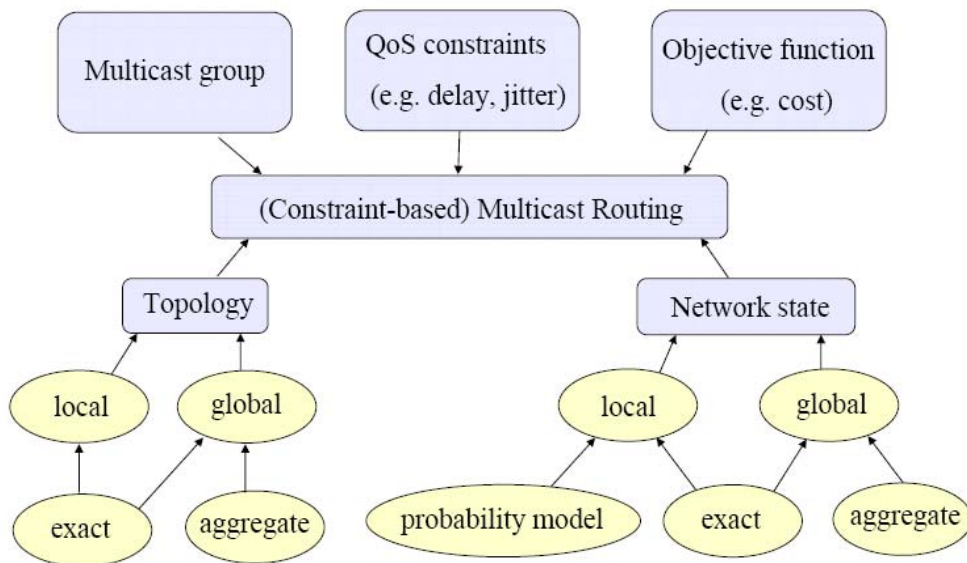 Multicast group
QoS constraints
(e.g. delay, jitter)
Objective function
(e.g. cost)
(Constraint-based) Multicast Routing
Topology
Network state
local
global
local
global
exact
aggregate
probability model
exact
aggregate